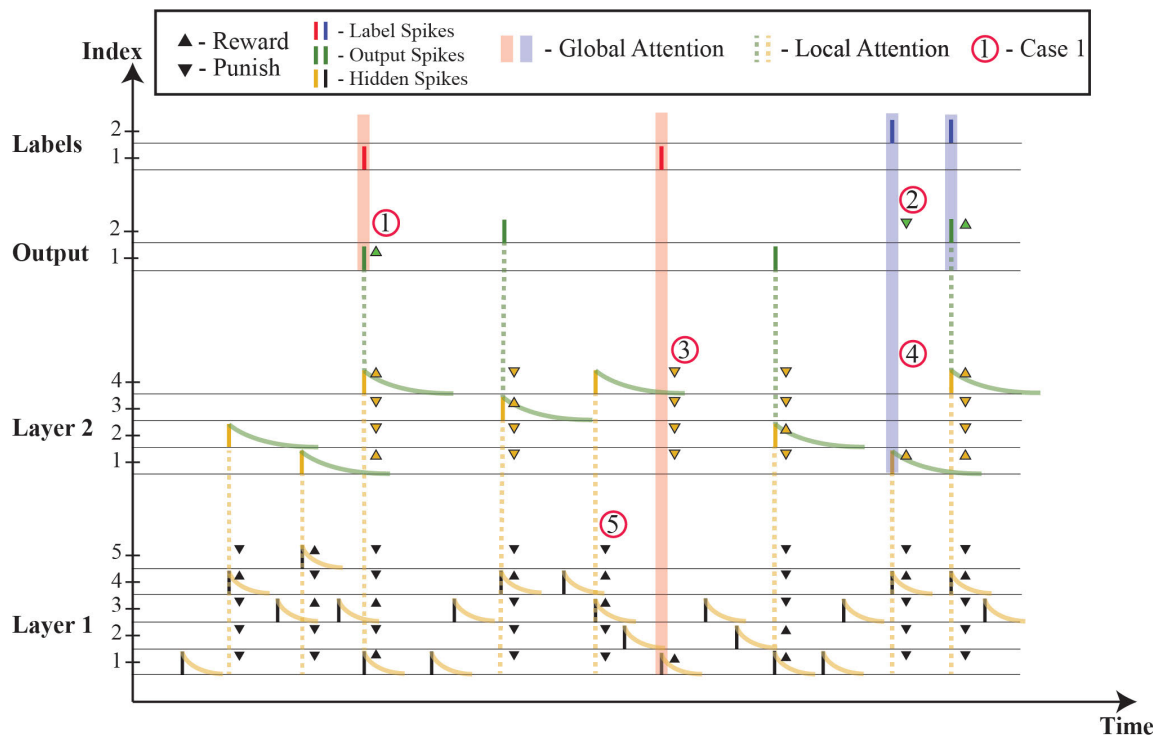 Index
- Reward
- Punish
- Label Spikes
- Output Spikes
- Hidden Spikes
- Global Attention
- Local Attention
1 - Case 1
Labels
2
1
Output
2
1
1
2
3
4
Layer 2
4
3
2
1
5
Layer 1
5
4
3
2
1
Time